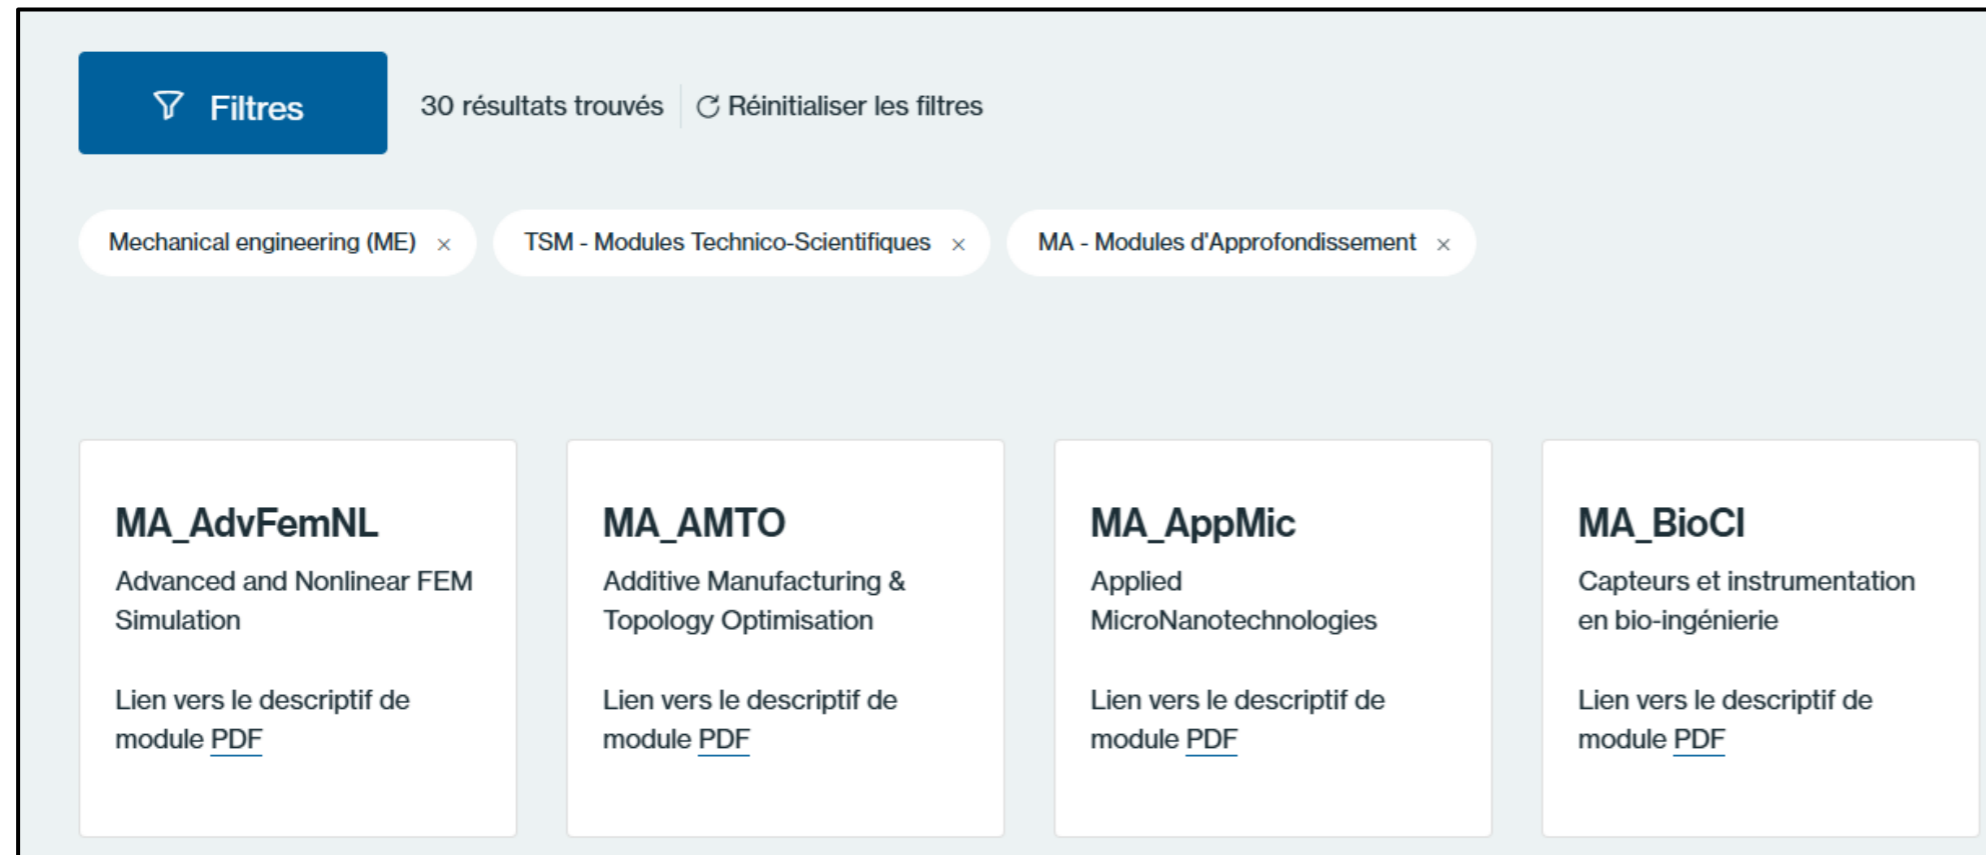 Filtres
30 résultats trouvés
Réinitialiser les filtres
Mechanical engineering (ME) ×
TSM - Modules Technico-Scientifiques ×
MA - Modules d'Approfondissement ×
MA_AdvFemNL
Advanced and Nonlinear FEM
Simulation
Lien vers le descriptif de
module PDF
MA_AMTO
Additive Manufacturing &
Topology Optimisation
Lien vers le descriptif de
module PDF
MA_AppMic
Applied
MicroNanotechnologies
Lien vers le descriptif de
module PDF
MA_BioCI
Capteurs et instrumentation
en bio-ingénierie
Lien vers le descriptif de
module PDF